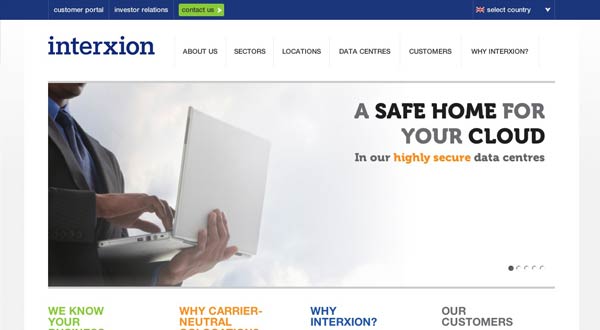 customer portal investor relations contact us select country
interxion
ABOUT US SECTORS LOCATIONS DATA CENTRES CUSTOMERS WHY INTERXION?
A SAFE HOME FOR
YOUR CLOUD
In our highly secure data centres
WE KNOW
YOUR
BUSINESS
WHY CARRIER-
NEUTRAL
COLOCATION?
WHY
INTERXION?
OUR
CUSTOMERS